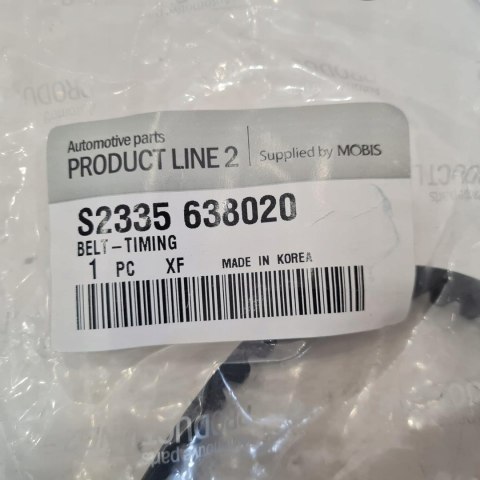 Automotive parts
PRODUCT LINE 2
Supplied by MOBIS
S2335 638020
BELT-TIMING
1 PC XF MADE IN KOREA